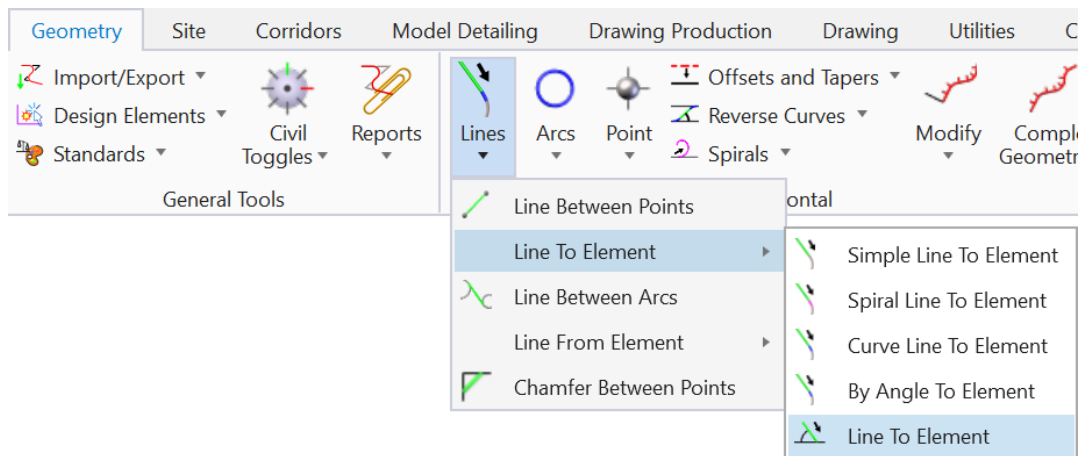 Geometry Site Corridors Model Detailing Drawing Production Drawing Utilities C
Import/Export
Design Elements
Standards
Civil
Toggles
Reports
General Tools
Lines
Arcs
Point
Offsets and Tapers
Reverse Curves
Spirals
Modify
Comple
Geometr
ontal
Line Between Points
Line To Element
Line Between Arcs
Line From Element
Chamfer Between Points
Simple Line To Element
Spiral Line To Element
Curve Line To Element
By Angle To Element
Line To Element